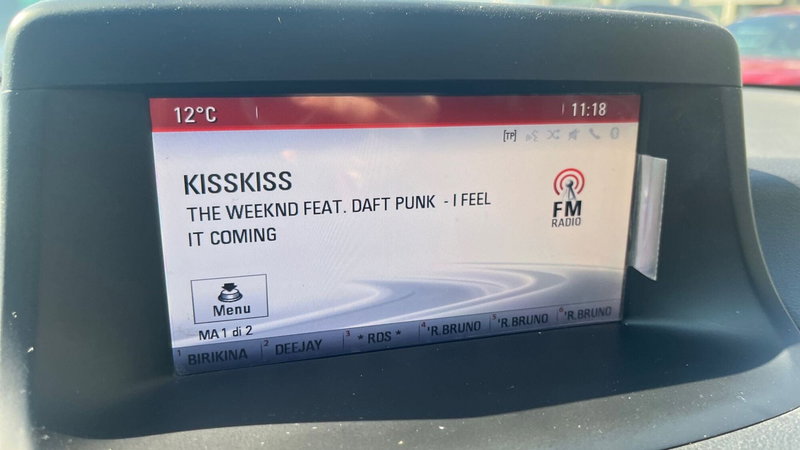 12°C
11:18
[TP]
KISSKISS
THE WEEKND FEAT. DAFT PUNK - I FEEL
IT COMING
FM
RADIO
Menu
MA 1 di 2
1 BIRIKINA 2 DEEJAY 3 * RDS * 4 'R.BRUNO 5 'R.BRUNO 6 'R.BRUNO